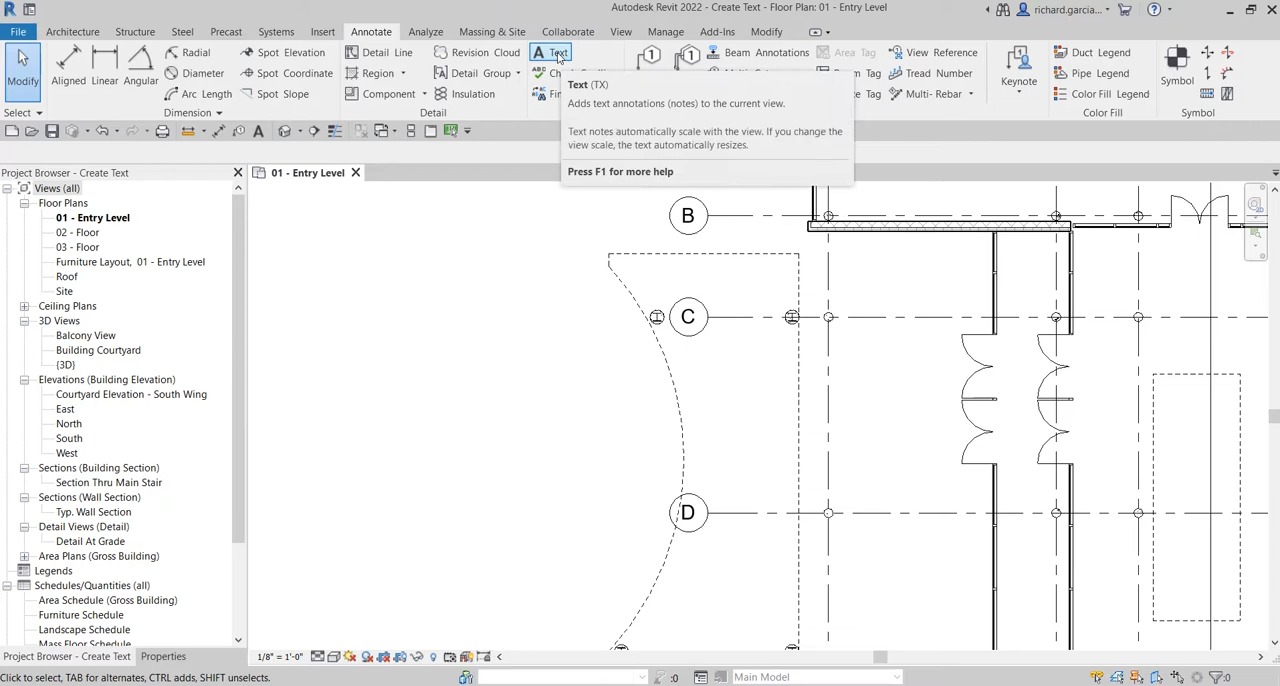 Autodesk Revit 2022 - Create Text - Floor Plan: 01 - Entry Level
richard.garcia...
File Architecture Structure Steel Precast Systems Insert Annotate Analyze Massing & Site Collaborate View Manage Add-Ins Modify
Modify
Aligned Linear Angular
Radial
Diameter
Arc Length
Spot Elevation
Spot Coordinate
Spot Slope
Detail Line
Region
Component
Revision Cloud
Detail Group
Insulation
Text
Beam Annotations
Area Tag
View Reference
Tread Number
Multi- Rebar
Keynote
Duct Legend
Pipe Legend
Color Fill Legend
Symbol
Select Dimension Detail Color Fill Symbol
Text (TX)
Adds text annotations (notes) to the current view.
Text notes automatically scale with the view. If you change the
view scale, the text automatically resizes.
Press F1 for more help
Project Browser - Create Text
01 - Entry Level
Views (all)
Floor Plans
01 - Entry Level
02 - Floor
03 - Floor
Furniture Layout, 01 - Entry Level
Roof
Site
Ceiling Plans
3D Views
Balcony View
Building Courtyard
{3D}
Elevations (Building Elevation)
Courtyard Elevation - South Wing
East
North
South
West
Sections (Building Section)
Section Thru Main Stair
Sections (Wall Section)
Typ. Wall Section
Detail Views (Detail)
Detail At Grade
Area Plans (Gross Building)
Legends
Schedules/Quantities (all)
Area Schedule (Gross Building)
Furniture Schedule
Landscape Schedule
Mass Floor Schedule
B
C
D
Project Browser - Create Text Properties
1/8" = 1'-0"
Click to select, TAB for alternates, CTRL adds, SHIFT unselects.
:0
Main Model
:0